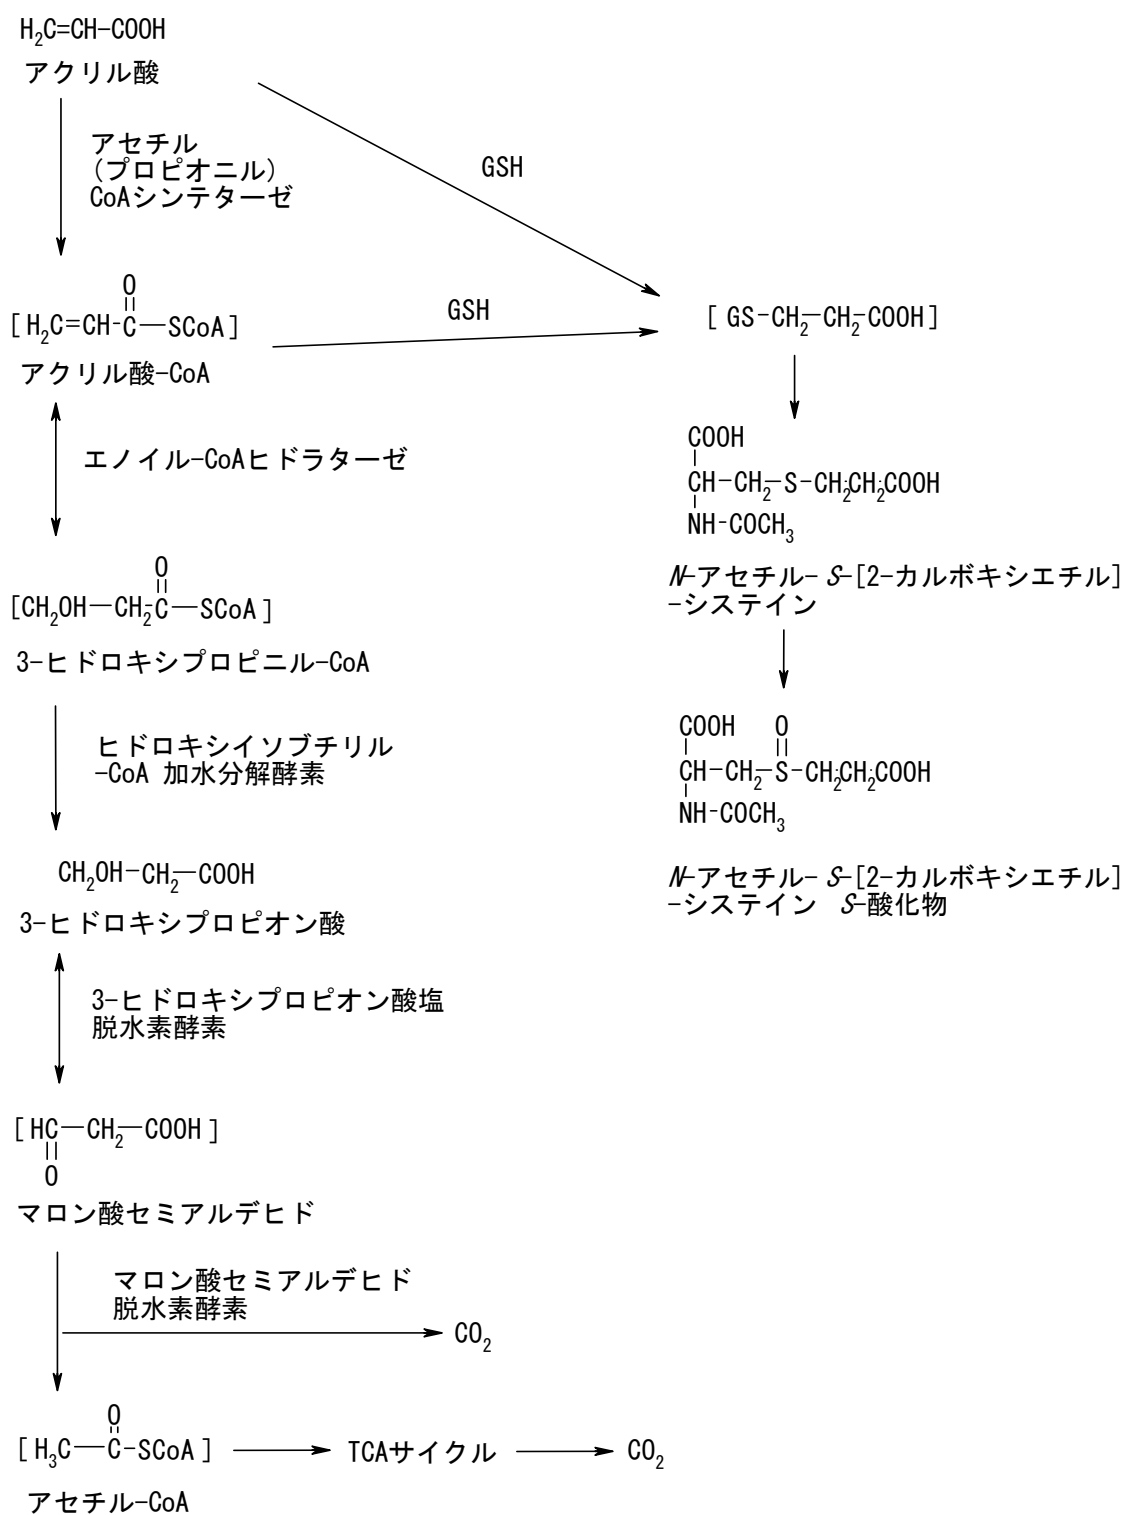 H₂C=CH-COOH
アクリル酸
アセチル
(プロピオニル)
CoAシンテターゼ
GSH
O
[H₂C=CH-C-SCoA]
アクリル酸-CoA
GSH
[GS-CH₂-CH₂-COOH]
エノイル-CoAヒドラターゼ
COOH
CH-CH₂-S-CH₂CH₂COOH
NH-COCH₃
N-アセチル-S-[2-カルボキシエチル]
-システイン
O
[CH₂OH-CH₂-C-SCoA]
3-ヒドロキシプロピニル-CoA
ヒドロキシイソブチリル
-CoA 加水分解酵素
COOH O
CH-CH₂-S-CH₂CH₂COOH
NH-COCH₃
N-アセチル-S-[2-カルボキシエチル]
-システイン S-酸化物
CH₂OH-CH₂-COOH
3-ヒドロキシプロピオン酸
3-ヒドロキシプロピオン酸塩
脱水素酵素
[HC-CH₂-COOH]
O
マロン酸セミアルデヒド
マロン酸セミアルデヒド
脱水素酵素
CO₂
O
[H₃C-C-SCoA] TCAサイクル CO₂
アセチル-CoA